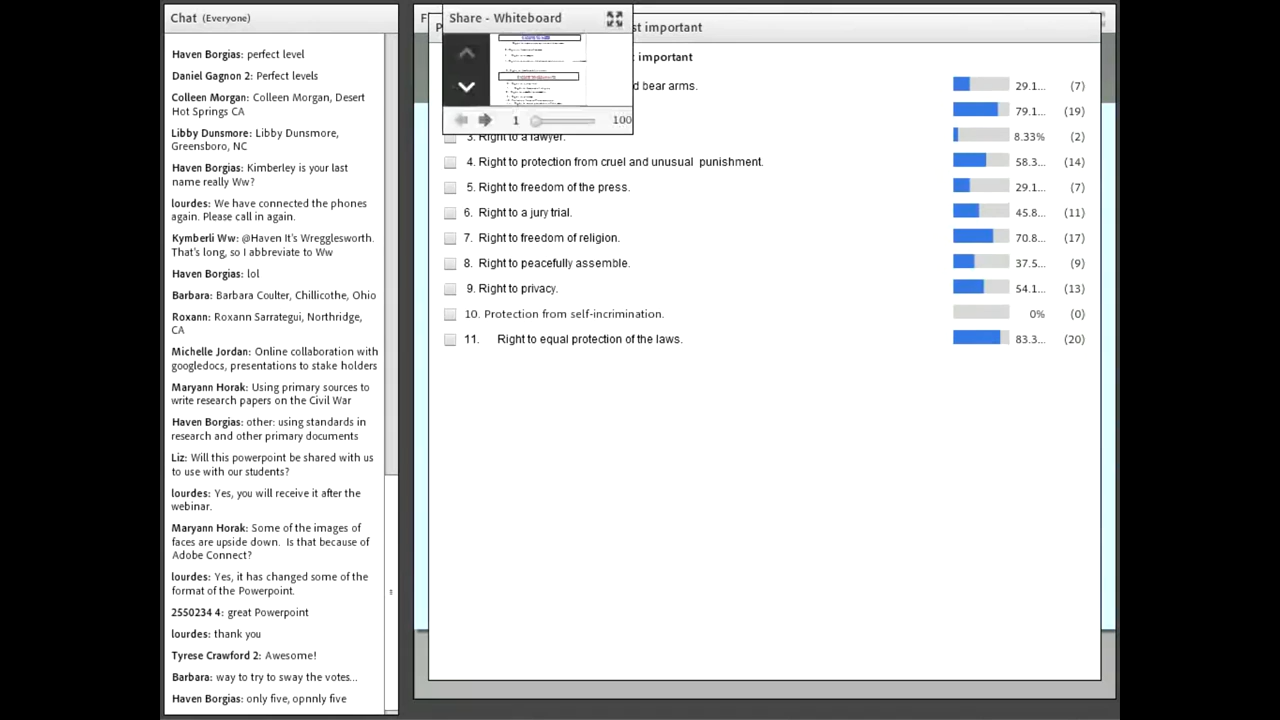 Chat (Everyone)
Haven Borgias: perfect level
Daniel Gagnon 2: Perfect levels
Colleen Morgan: Colleen Morgan, Desert
Hot Springs CA
Libby Dunsmore: Libby Dunsmore,
Greensboro, NC
Haven Borgias: Kimberley is your last
name really Ww?
lourdes: We have connected the phones
again. Please call in again.
Kymberli Ww: @Haven It's Wregglesworth.
That's long, so I abbreviate to Ww
Haven Borgias: lol
Barbara: Barbara Coulter, Chillicothe, Ohio
Roxann: Roxann Sarrategui, Northridge,
CA
Michelle Jordan: Online collaboration with
googledocs, presentations to stake holders
Maryann Horak: Using primary sources to
write research papers on the Civil War
Haven Borgias: other: using standards in
research and other primary documents
Liz: Will this powerpoint be shared with us
to use with our students?
lourdes: Yes, you will receive it after the
webinar.
Maryann Horak: Some of the images of
faces are upside down. Is that because of
Adobe Connect?
lourdes: Yes, it has changed some of the
format of the Powerpoint.
2550234 4: great Powerpoint
lourdes: thank you
Tyrese Crawford 2: Awesome!
Barbara: way to try to sway the votes...
Haven Borgias: only five, opnnly five
Share - Whiteboard
1 100
st important
important
bear arms. 29.1... (7)
79.1... (19)
3. Right to a lawyer. 8.33% (2)
4. Right to protection from cruel and unusual punishment. 58.3... (14)
5. Right to freedom of the press. 29.1... (7)
6. Right to a jury trial. 45.8... (11)
7. Right to freedom of religion. 70.8... (17)
8. Right to peacefully assemble. 37.5... (9)
9. Right to privacy. 54.1... (13)
10. Protection from self-incrimination. 0% (0)
11. Right to equal protection of the laws. 83.3... (20)